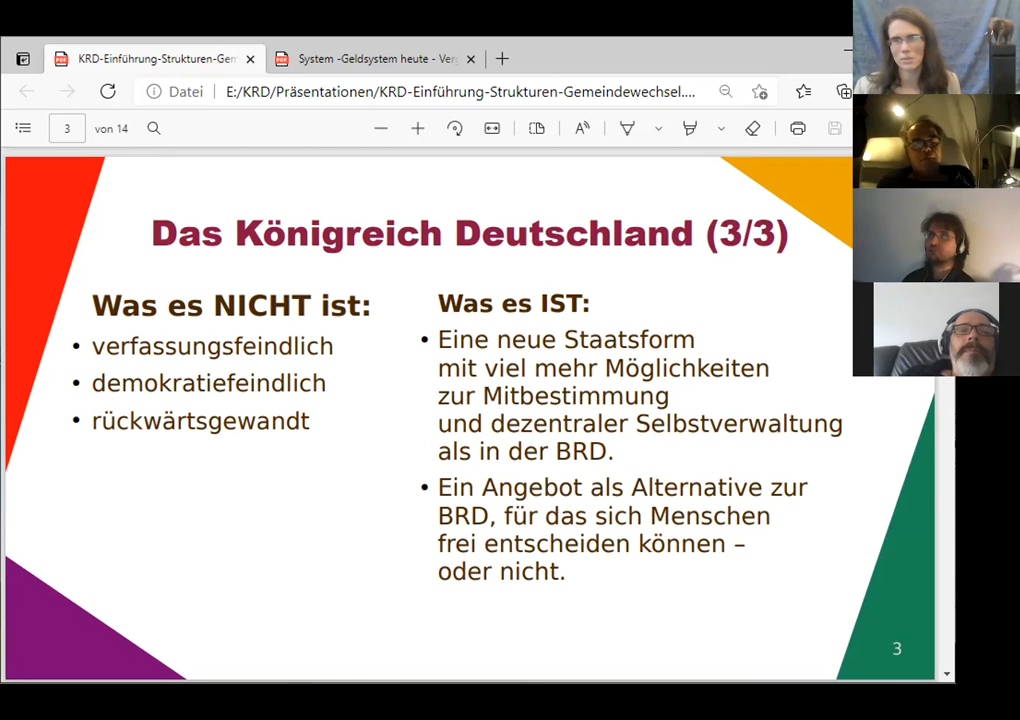 KRD-Einführung-Strukturen-Gem
System -Geldsystem heute - Ver
Datei
E:/KRD/Präsentationen/KRD-Einführung-Strukturen-Gemeindewechsel....
3
von 14
Das Königreich Deutschland (3/3)
Was es NICHT ist:
verfassungsfeindlich
demokratiefeindlich
rückwärtsgewandt
Was es IST:
Eine neue Staatsform
mit viel mehr Möglichkeiten
zur Mitbestimmung
und dezentraler Selbstverwaltung
als in der BRD.
Ein Angebot als Alternative zur
BRD, für das sich Menschen
frei entscheiden können –
oder nicht.
3